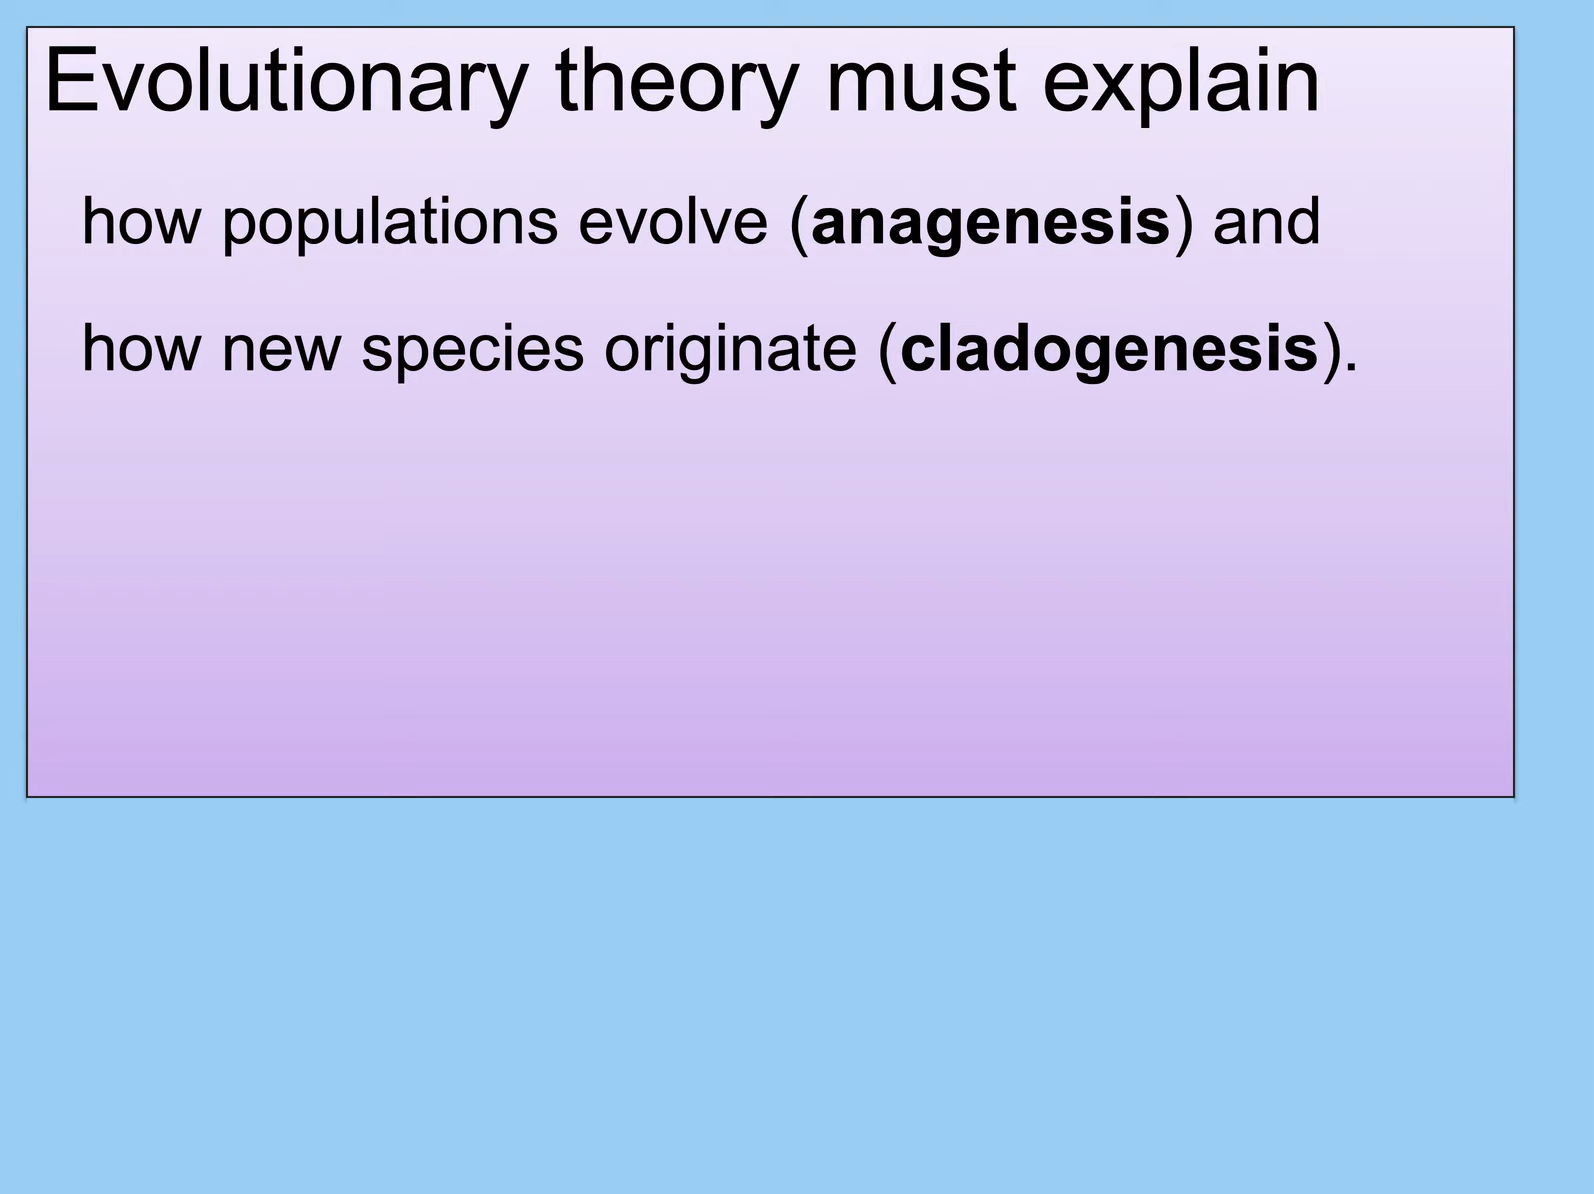 Evolutionary theory must explain
how populations evolve (anagenesis) and
how new species originate (cladogenesis).